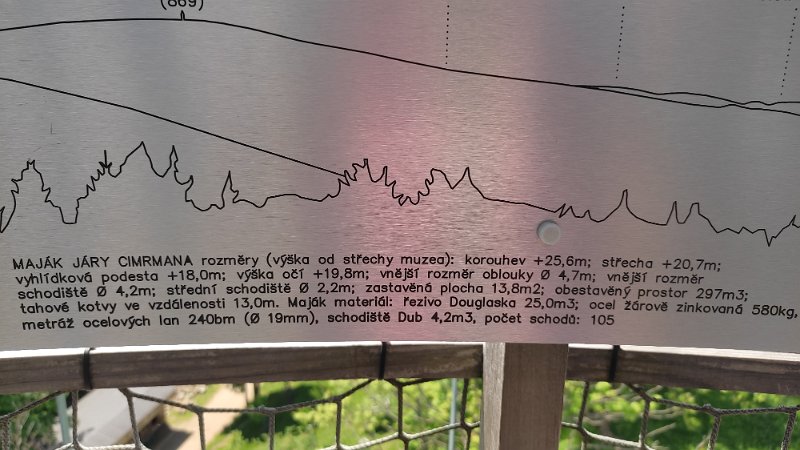 (869)
MAJÁK JÁRY CIMRMANA rozměry (výška od střechy muzea): korouhev +25,6m; střecha +20,7m;
vyhlídková podesta +18,0m; výška očí +19,8m; vnější rozměr oblouky Ø 4,7m; vnější rozměr
schodiště Ø 4,2m; střední schodiště Ø 2,2m; zastavěná plocha 13,8m2; obestavěný prostor 297m3;
tahové kotvy ve vzdálenosti 13,0m. Maják materiál: řezivo Douglaska 25,0m3; ocel žárově zinkovaná 580kg,
metráž ocelových lan 240bm (Ø 19mm), schodiště Dub 4,2m3, počet schodů: 105